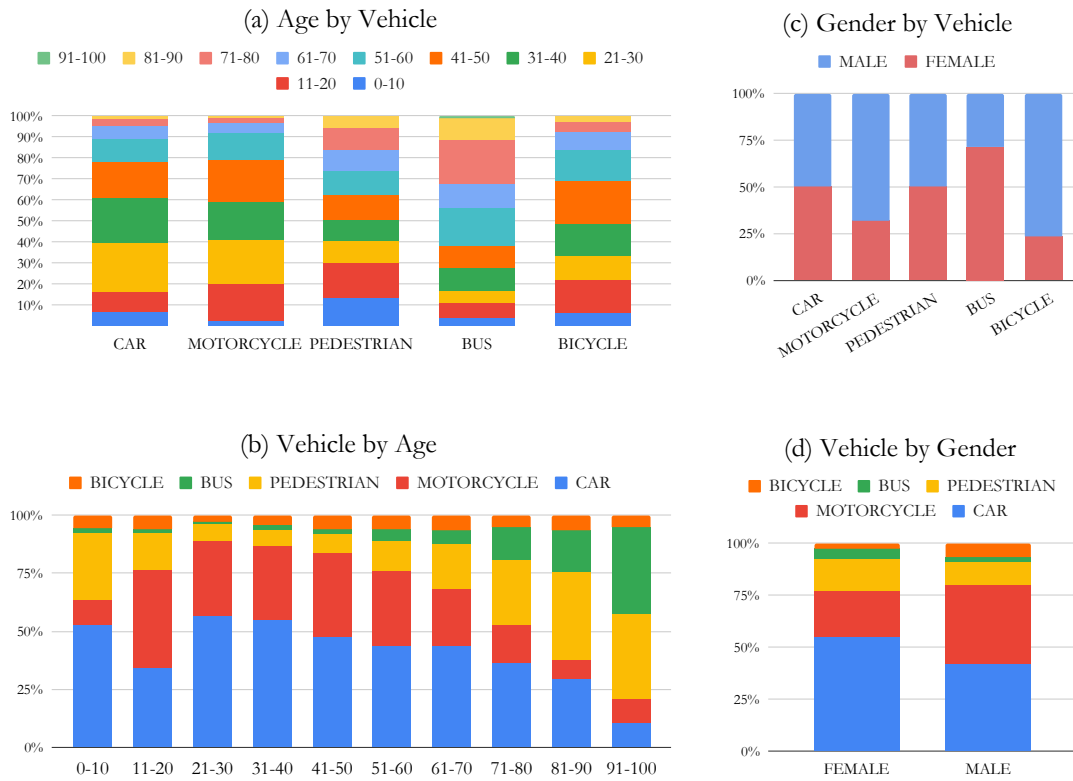 (a) Age by Vehicle
91-100 81-90 71-80 61-70 51-60 41-50 31-40 21-30
11-20 0-10
100%
90%
80%
70%
60%
50%
40%
30%
20%
10%
CAR MOTORCYCLE PEDESTRIAN BUS BICYCLE
(c) Gender by Vehicle
MALE FEMALE
100%
75%
50%
25%
0%
CAR MOTORCYCLE PEDESTRIAN BUS BICYCLE
(b) Vehicle by Age
BICYCLE BUS PEDESTRIAN MOTORCYCLE CAR
100%
75%
50%
25%
0%
0-10 11-20 21-30 31-40 41-50 51-60 61-70 71-80 81-90 91-100
(d) Vehicle by Gender
BICYCLE BUS PEDESTRIAN
MOTORCYCLE CAR
100%
75%
50%
25%
0%
FEMALE MALE